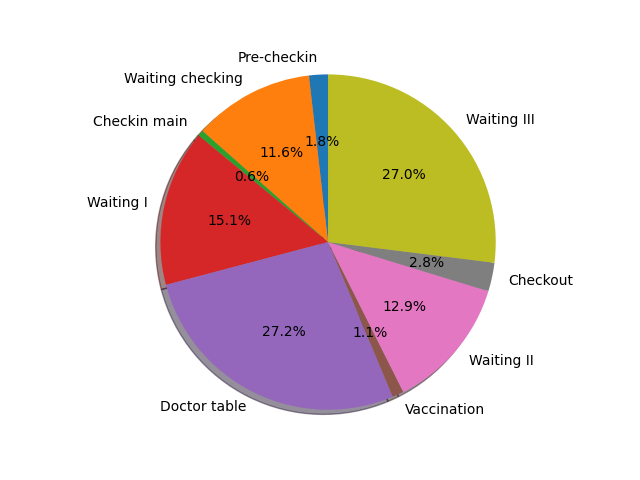 Pre-checkin
Waiting checking
Checkin main
Waiting I
Doctor table
Vaccination
Waiting II
Checkout
Waiting III
1.8%
11.6%
0.6%
15.1%
27.2%
1.1%
12.9%
2.8%
27.0%